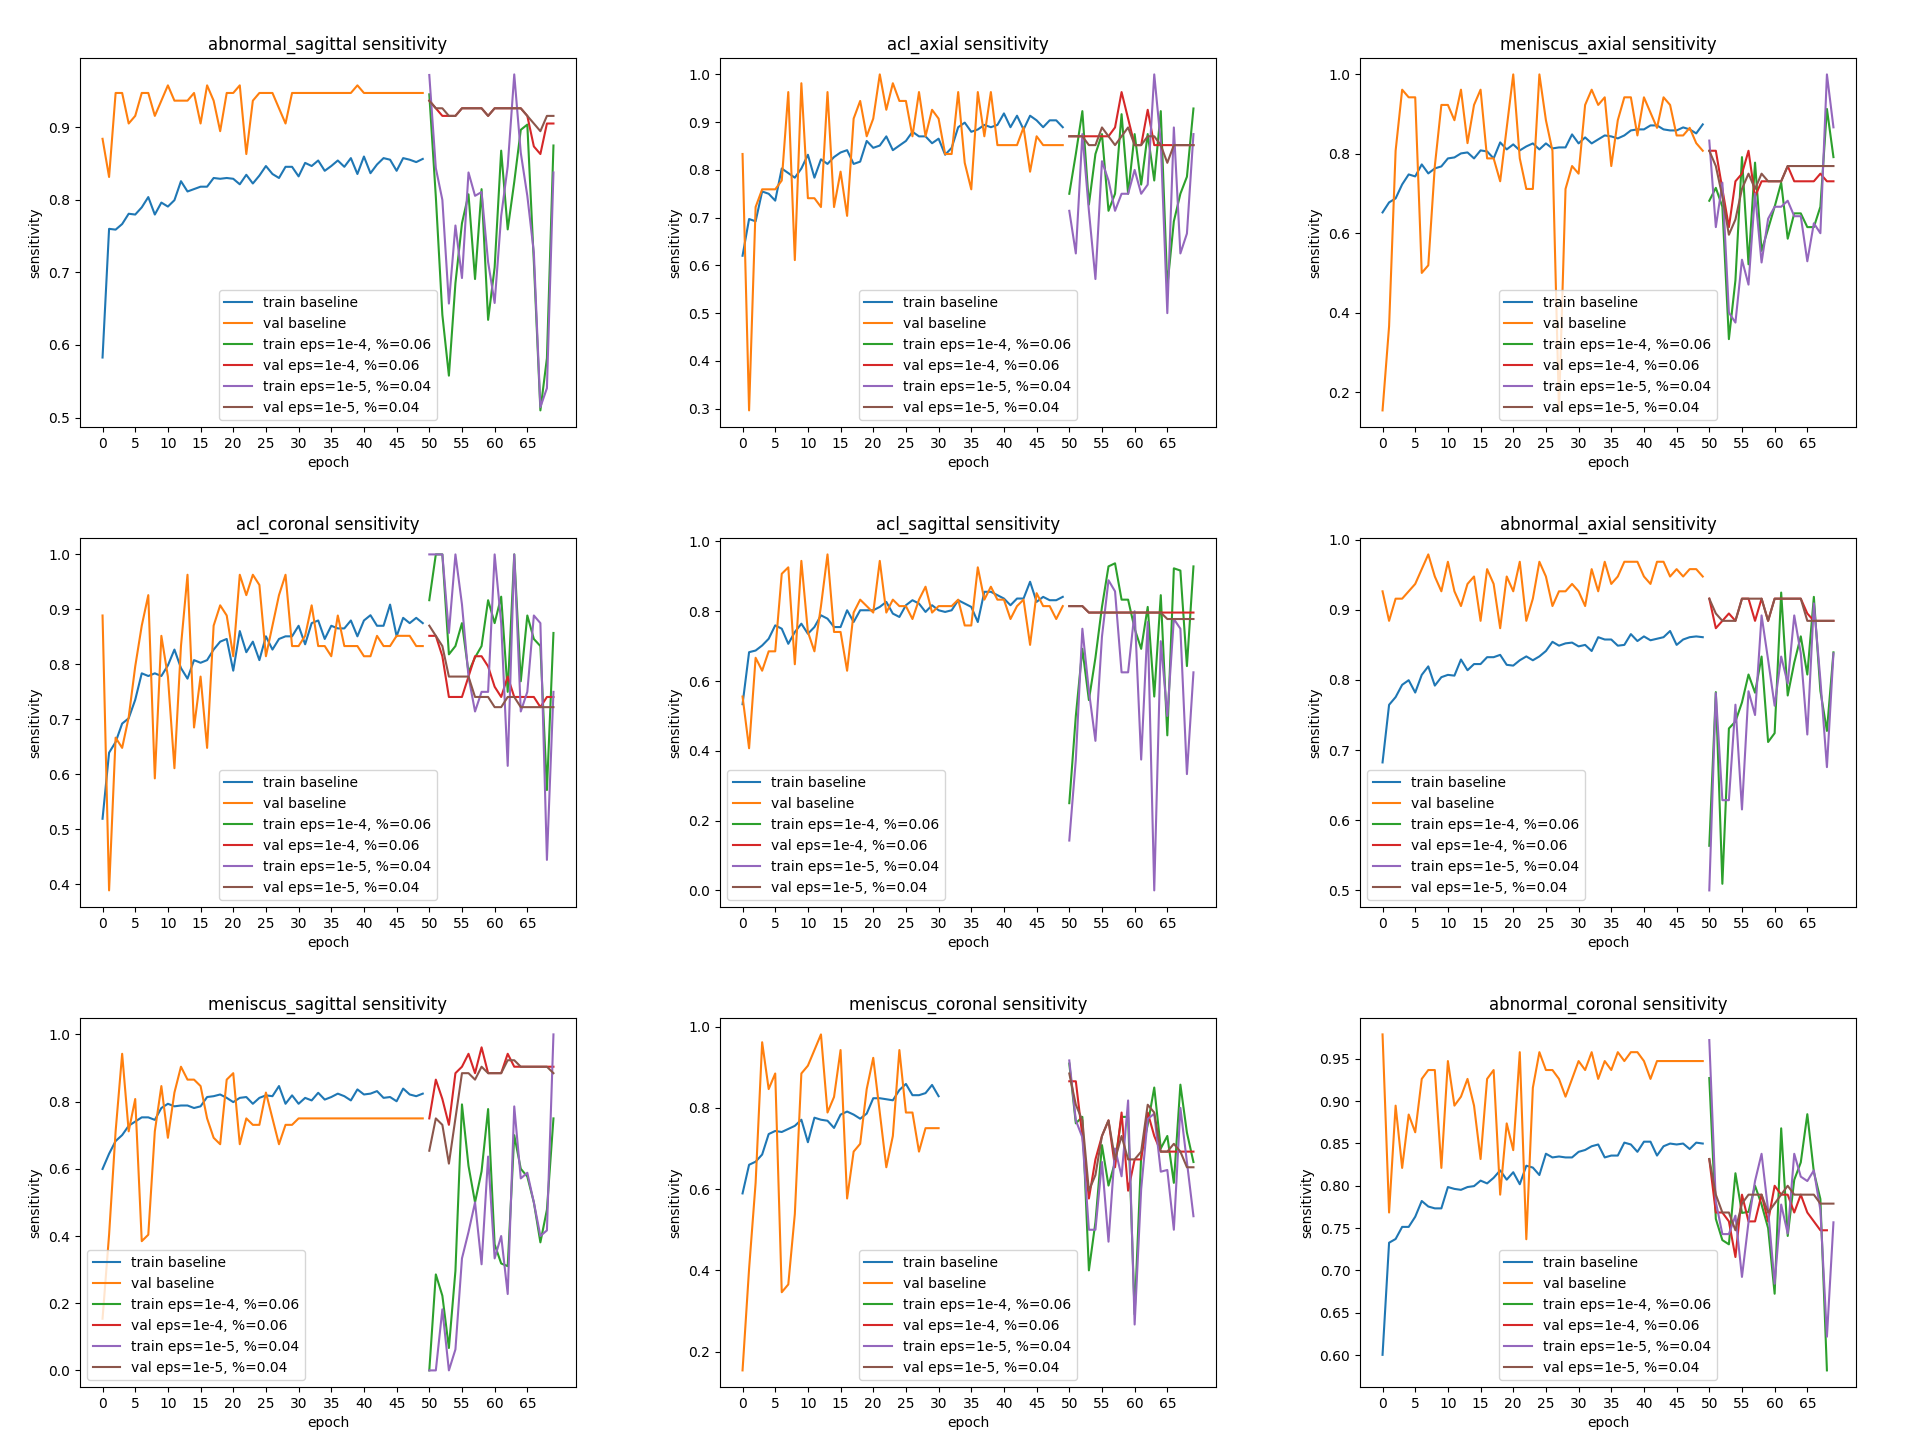 abnormal_sagittal sensitivity
sensitivity
0.9
0.8
0.7
0.6
0.5
train baseline
val baseline
train eps=1e-4, %=0.06
val eps=1e-4, %=0.06
train eps=1e-5, %=0.04
val eps=1e-5, %=0.04
0 5 10 15 20 25 30 35 40 45 50 55 60 65
epoch
acl_axial sensitivity
sensitivity
1.0
0.9
0.8
0.7
0.6
0.5
0.4
0.3
train baseline
val baseline
train eps=1e-4, %=0.06
val eps=1e-4, %=0.06
train eps=1e-5, %=0.04
val eps=1e-5, %=0.04
0 5 10 15 20 25 30 35 40 45 50 55 60 65
epoch
meniscus_axial sensitivity
sensitivity
1.0
0.8
0.6
0.4
0.2
train baseline
val baseline
train eps=1e-4, %=0.06
val eps=1e-4, %=0.06
train eps=1e-5, %=0.04
val eps=1e-5, %=0.04
0 5 10 15 20 25 30 35 40 45 50 55 60 65
epoch
acl_coronal sensitivity
sensitivity
1.0
0.9
0.8
0.7
0.6
0.5
0.4
train baseline
val baseline
train eps=1e-4, %=0.06
val eps=1e-4, %=0.06
train eps=1e-5, %=0.04
val eps=1e-5, %=0.04
0 5 10 15 20 25 30 35 40 45 50 55 60 65
epoch
acl_sagittal sensitivity
sensitivity
1.0
0.8
0.6
0.4
0.2
0.0
train baseline
val baseline
train eps=1e-4, %=0.06
val eps=1e-4, %=0.06
train eps=1e-5, %=0.04
val eps=1e-5, %=0.04
0 5 10 15 20 25 30 35 40 45 50 55 60 65
epoch
abnormal_axial sensitivity
sensitivity
1.0
0.9
0.8
0.7
0.6
0.5
train baseline
val baseline
train eps=1e-4, %=0.06
val eps=1e-4, %=0.06
train eps=1e-5, %=0.04
val eps=1e-5, %=0.04
0 5 10 15 20 25 30 35 40 45 50 55 60 65
epoch
meniscus_sagittal sensitivity
sensitivity
1.0
0.8
0.6
0.4
0.2
0.0
train baseline
val baseline
train eps=1e-4, %=0.06
val eps=1e-4, %=0.06
train eps=1e-5, %=0.04
val eps=1e-5, %=0.04
0 5 10 15 20 25 30 35 40 45 50 55 60 65
epoch
meniscus_coronal sensitivity
sensitivity
1.0
0.8
0.6
0.4
0.2
train baseline
val baseline
train eps=1e-4, %=0.06
val eps=1e-4, %=0.06
train eps=1e-5, %=0.04
val eps=1e-5, %=0.04
0 5 10 15 20 25 30 35 40 45 50 55 60 65
epoch
abnormal_coronal sensitivity
sensitivity
0.95
0.90
0.85
0.80
0.75
0.70
0.65
0.60
train baseline
val baseline
train eps=1e-4, %=0.06
val eps=1e-4, %=0.06
train eps=1e-5, %=0.04
val eps=1e-5, %=0.04
0 5 10 15 20 25 30 35 40 45 50 55 60 65
epoch